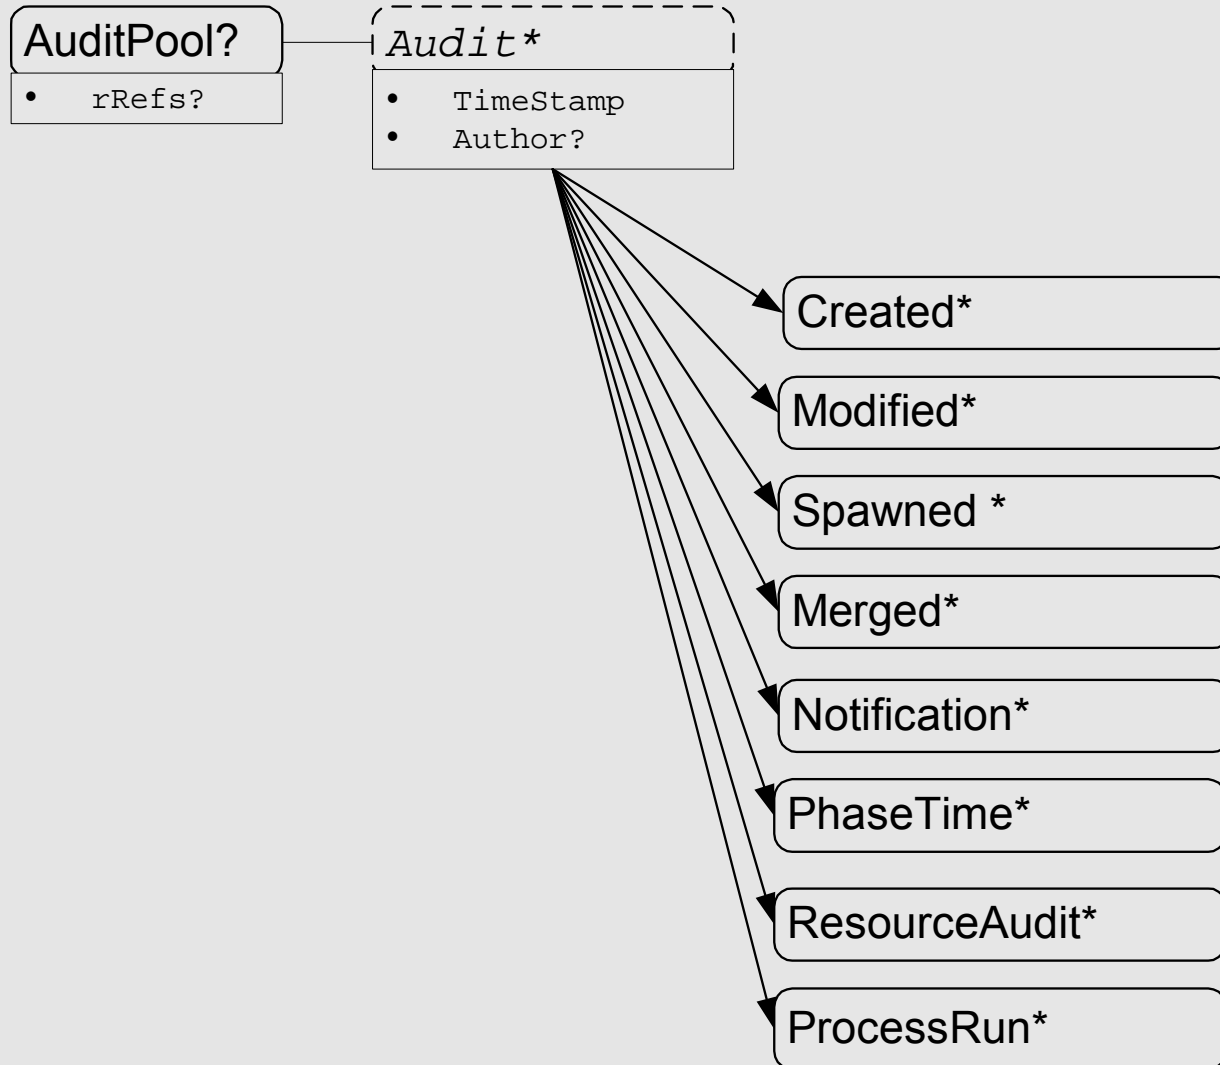 AuditPool?
• rRefs?
Audit*
• TimeStamp
• Author?
Created*
Modified*
Spawned *
Merged*
Notification*
PhaseTime*
ResourceAudit*
ProcessRun*